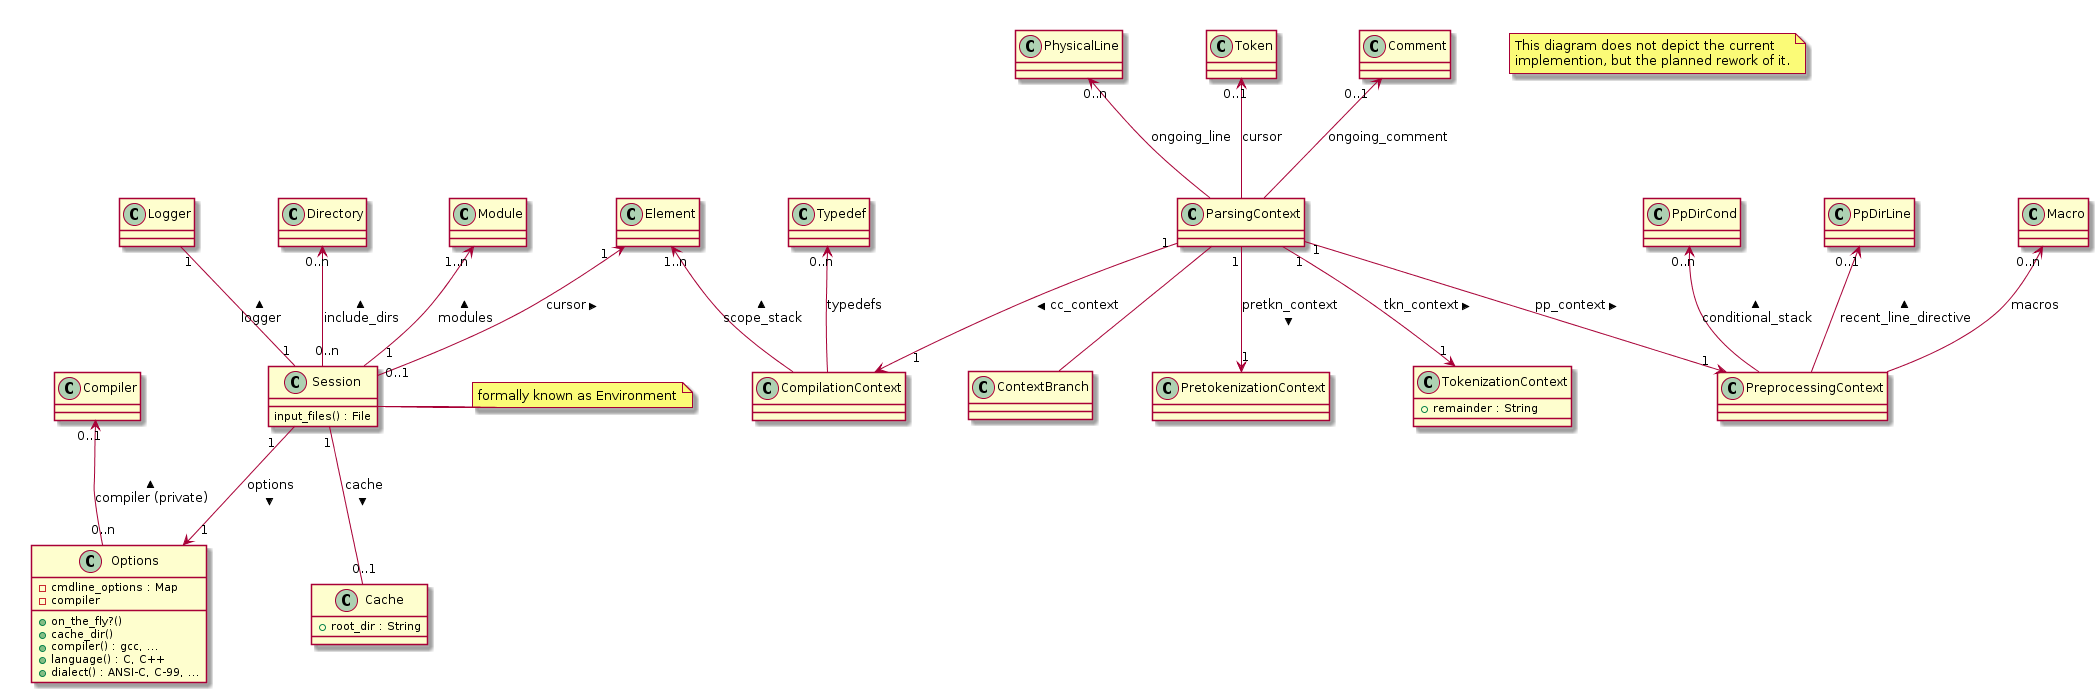 C PhysicalLine
C Token
C Comment
This diagram does not depict the current
implemention, but the planned rework of it.
0..n
0..1
0..1
ongoing_line
cursor
ongoing_comment
C Logger
C Directory
C Module
C Element
C Typedef
C ParsingContext
C PpDirCond
C PpDirLine
C Macro
1
0..n
1..n
1
1..n
0..n
1
1
1
1
0..n
0..1
0..n
▲
logger
▲
include_dirs
▲
modules
cursor ▶
▲
scope_stack
typedefs
◀ cc_context
pretkn_context
▼
tkn_context ▶
pp_context ▶
▲
conditional_stack
▲
recent_line_directive
macros
1
0..n
1
0..1
1
1
1
1
C Compiler
C Session
input_files() : File
formally known as Environment
C CompilationContext
C ContextBranch
C PretokenizationContext
C TokenizationContext
remainder : String
C PreprocessingContext
0..1
1
1
▲
compiler (private)
options
▼
cache
▼
0..n
1
0..1
C Options
cmdline_options : Map
compiler
on_the_fly?()
cache_dir()
compiler() : gcc, ...
language() : C, C++
dialect() : ANSI-C, C-99, ...
C Cache
root_dir : String